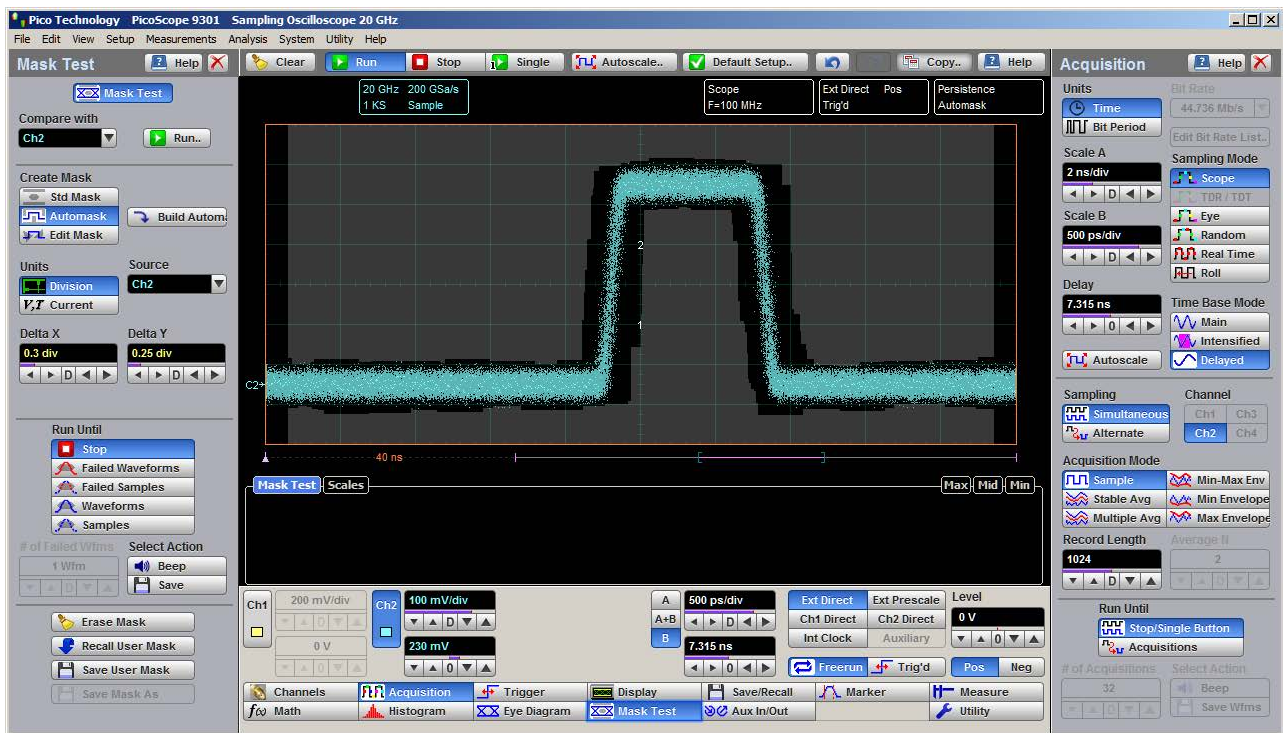 Pico Technology PicoScope 9301 Sampling Oscilloscope 20 GHz
File Edit View Setup Measurements Analysis System Utility Help
Mask Test
Help
Mask Test
Compare with
Ch2
Run..
Create Mask
Std Mask
Automask
Build Autom
Edit Mask
Units
Source
Division
Ch2
V,T Current
Delta X
Delta Y
0.3 div
0.25 div
D
D
Run Until
Stop
Failed Waveforms
Failed Samples
Waveforms
Samples
# of Failed Wfms
Select Action
1 Wfm
Beep
D
Save
Erase Mask
Recall User Mask
Save User Mask
Save Mask As
Clear
Run
Stop
Single
Autoscale..
Default Setup..
Copy..
Help
20 GHz 200 GSa/s
1 KS Sample
Scope
F=100 MHz
Ext Direct Pos
Trig'd
Persistence
Automask
2
1
C2
40 ns
Mask Test
Scales
Max
Mid
Min
Ch1
200 mV/div
D
0 V
0
Ch2
100 mV/div
D
230 mV
0
A
A+B
B
500 ps/div
D
7.315 ns
0
Ext Direct
Ext Prescale
Ch1 Direct
Ch2 Direct
Int Clock
Auxiliary
Freerun
Trig'd
Level
0 V
0
Pos
Neg
Channels
Acquisition
Trigger
Display
Save/Recall
Marker
Measure
f(ω) Math
Histogram
Eye Diagram
Mask Test
Aux In/Out
Utility
Acquisition
Help
Units
Bit Rate
Time
44.736 Mb/s
Bit Period
Edit Bit Rate List..
Scale A
Sampling Mode
2 ns/div
Scope
D
TDR / TDT
Scale B
Eye
500 ps/div
Random
D
Real Time
Roll
Delay
7.315 ns
Time Base Mode
0
Main
Intensified
Autoscale
Delayed
Sampling
Channel
Simultaneous
Ch1
Ch3
Alternate
Ch2
Ch4
Acquisition Mode
Sample
Min-Max Env
Stable Avg
Min Envelope
Multiple Avg
Max Envelope
Record Length
Average N
1024
2
D
D
Run Until
Stop/Single Button
Acquisitions
# of Acquisitions
Select Action
32
Beep
D
Save Wfms